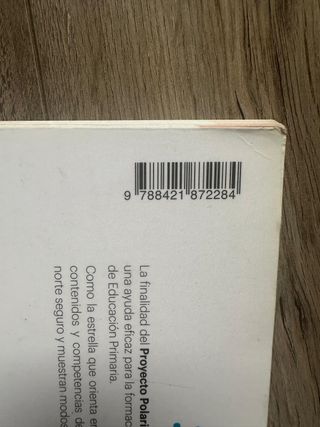 9 788421 872284
La finalidad del Proyecto Polari
una ayuda eficaz para la formac
de Educación Primaria.
Como la estrella que orienta e
contenidos y competencias d
norte seguro y muestran modos